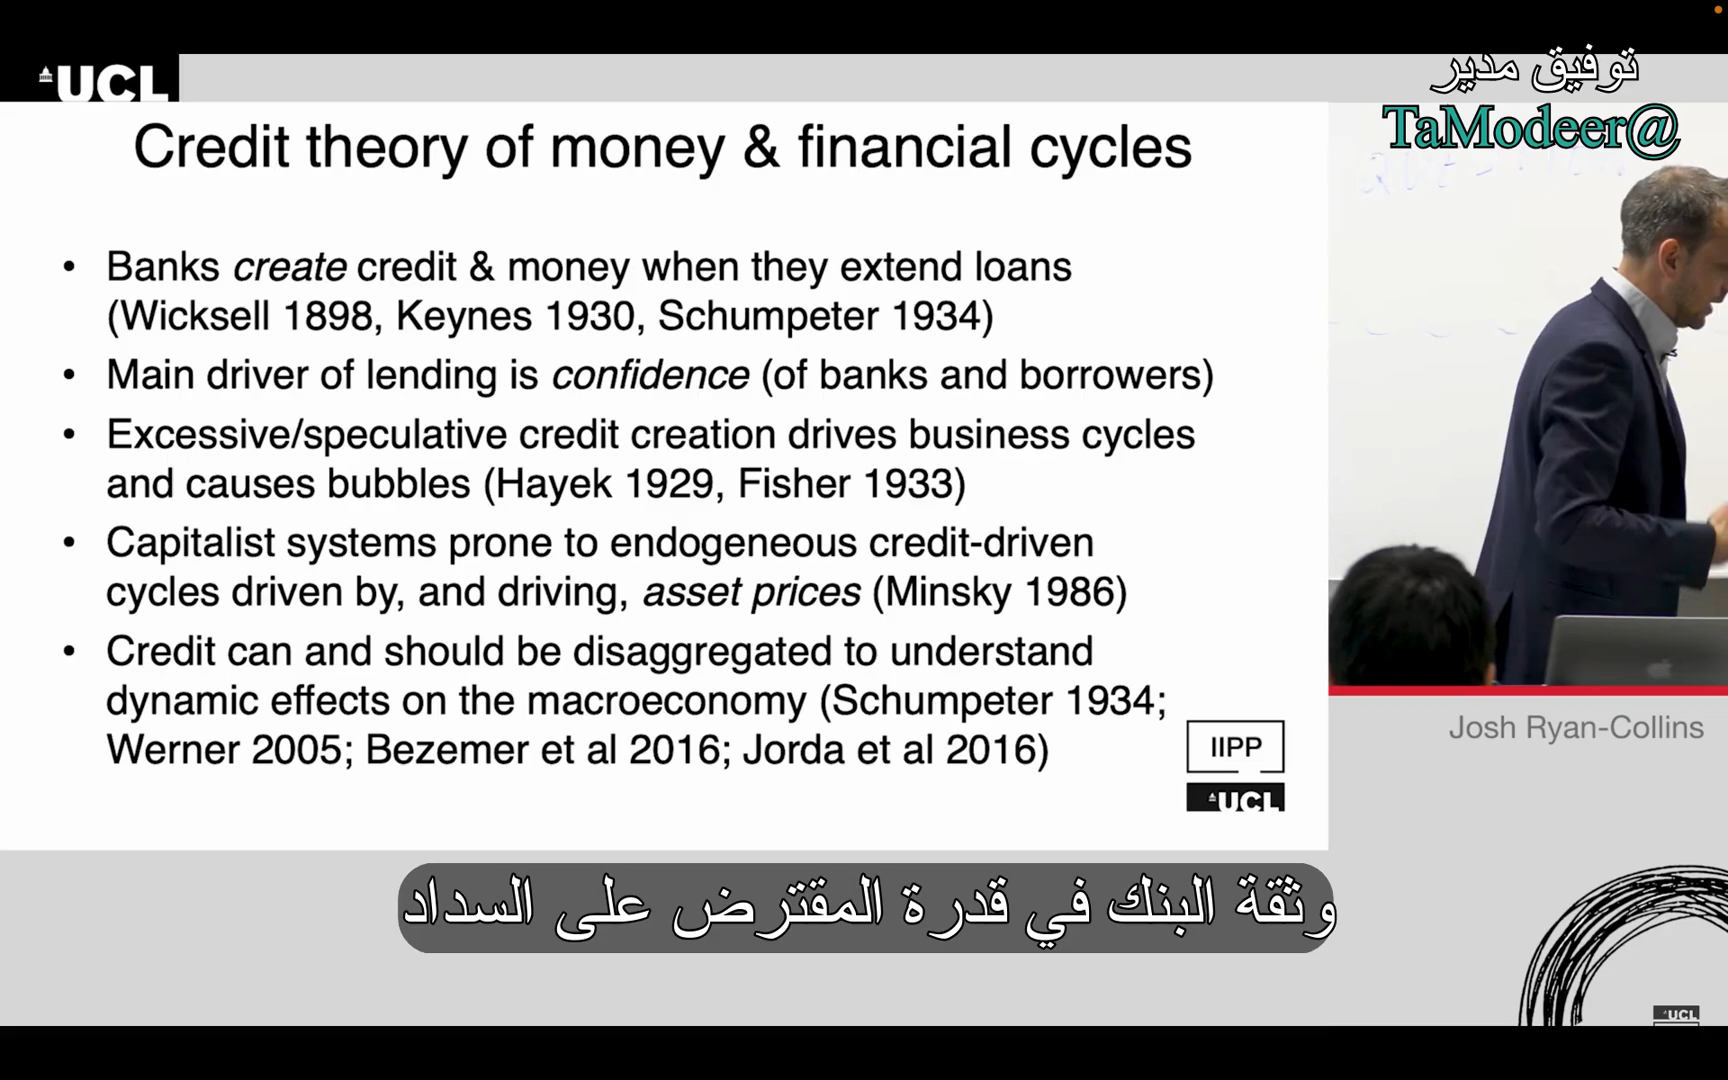 UCL
توفيق مدير
TaModeer@
Credit theory of money & financial cycles
• Banks create credit & money when they extend loans
(Wicksell 1898, Keynes 1930, Schumpeter 1934)
• Main driver of lending is confidence (of banks and borrowers)
• Excessive/speculative credit creation drives business cycles
and causes bubbles (Hayek 1929, Fisher 1933)
• Capitalist systems prone to endogeneous credit-driven
cycles driven by, and driving, asset prices (Minsky 1986)
• Credit can and should be disaggregated to understand
dynamic effects on the macroeconomy (Schumpeter 1934;
Werner 2005; Bezemer et al 2016; Jorda et al 2016)
IIPP
UCL
Josh Ryan-Collins
وثقة البنك في قدرة المقترض على السداد
UCL